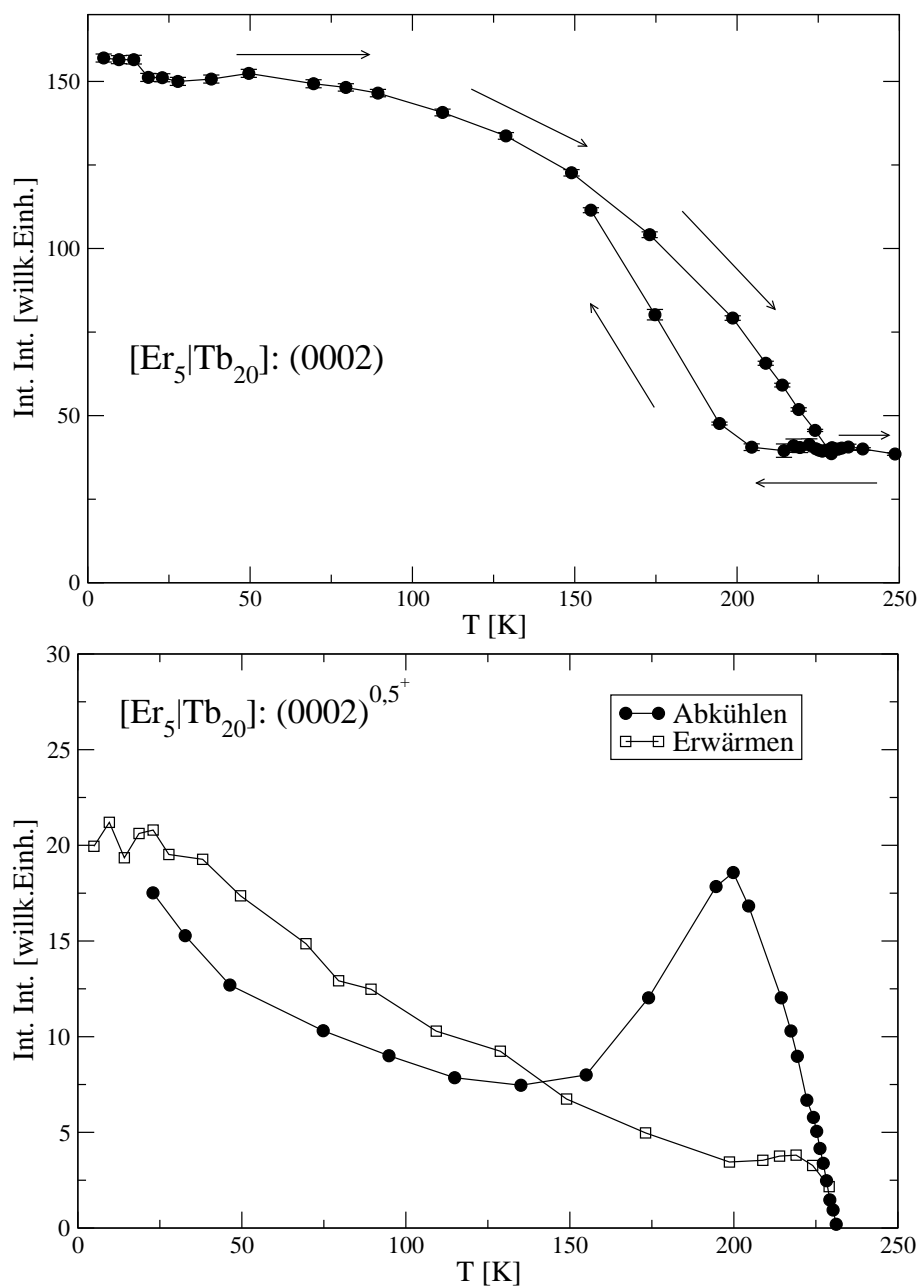 150
100
50
0
Int. Int. [willk.Einh.]
[Er5|Tb20]: (0002)
0 50 100 150 200 250
T [K]
30
25
20
15
10
5
0
Int. Int. [willk.Einh.]
[Er5|Tb20]: (0002)0,5+
Abkühlen
Erwärmen
0 50 100 150 200 250
T [K]